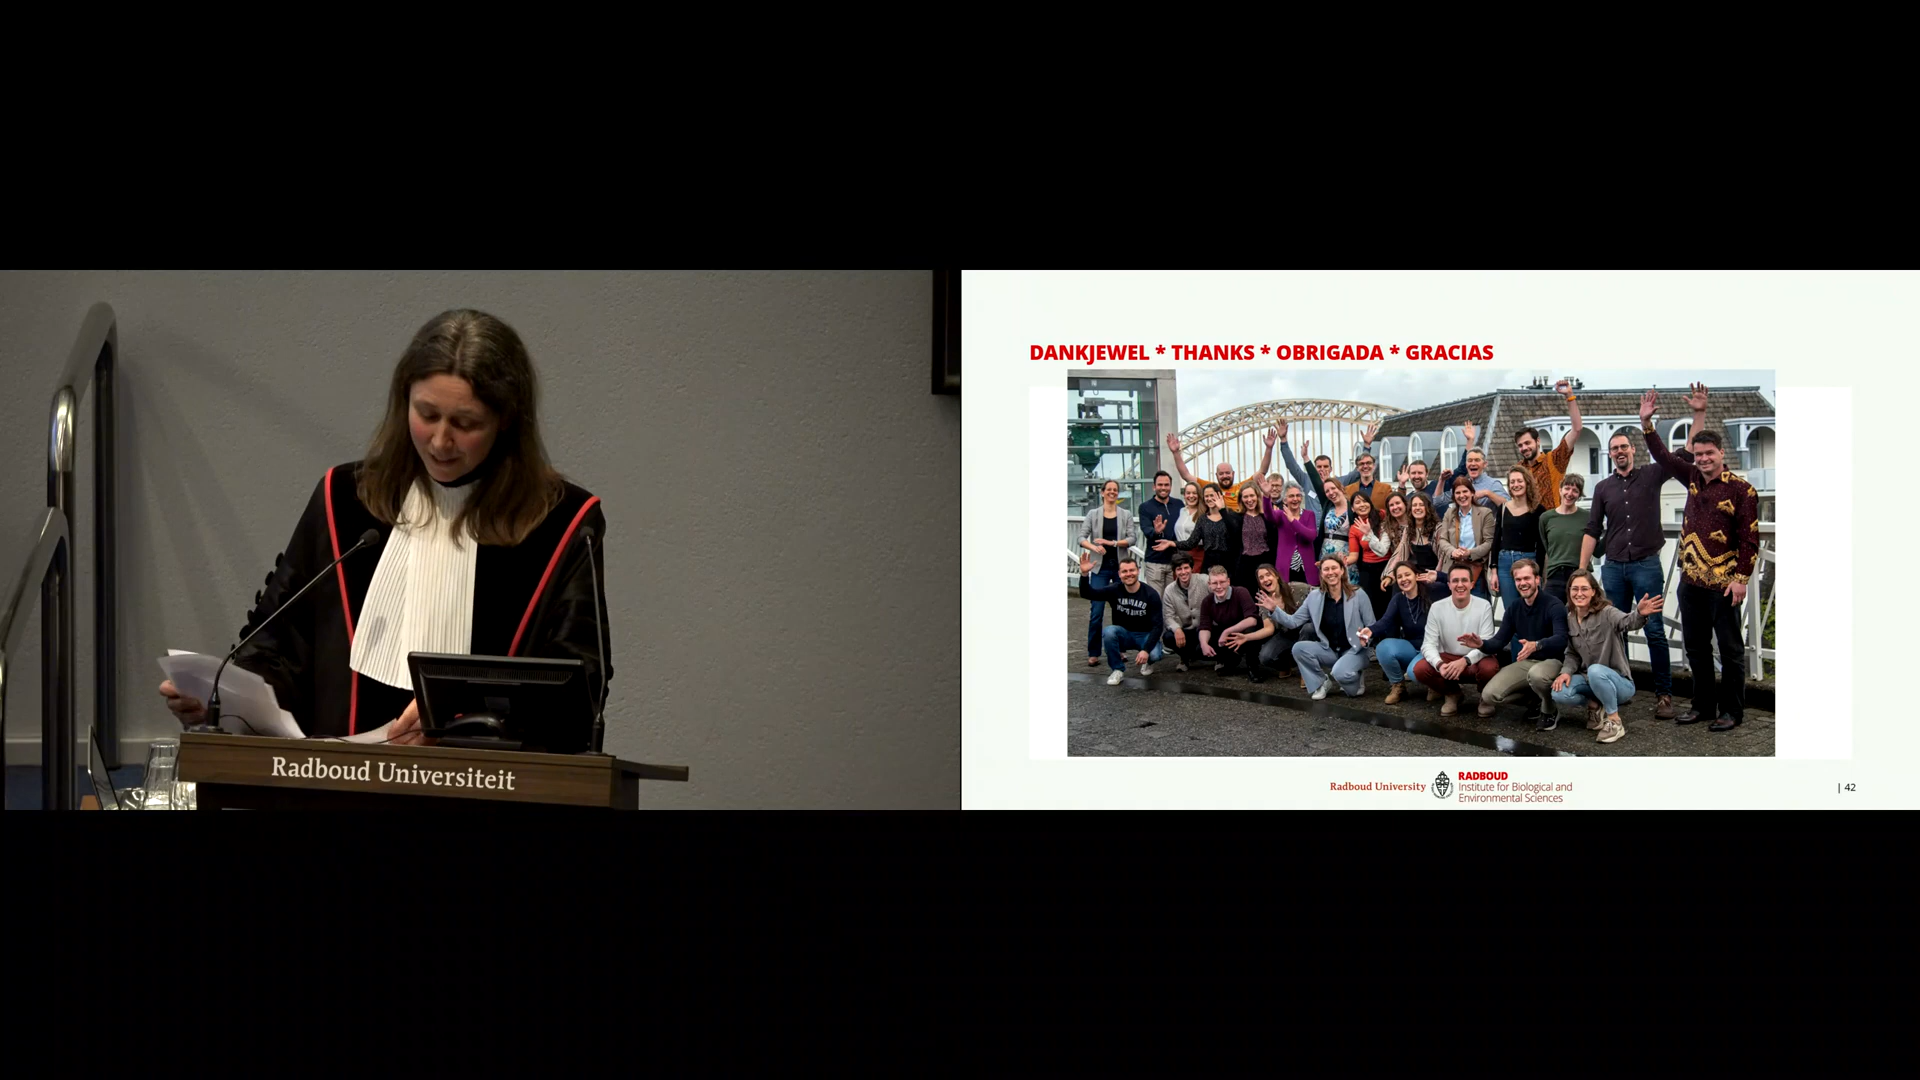 DANKJEWEL * THANKS * OBRIGADA * GRACIAS
Radboud Universiteit
Radboud University
RADBOUD
Institute for Biological and
Environmental Sciences
| 42